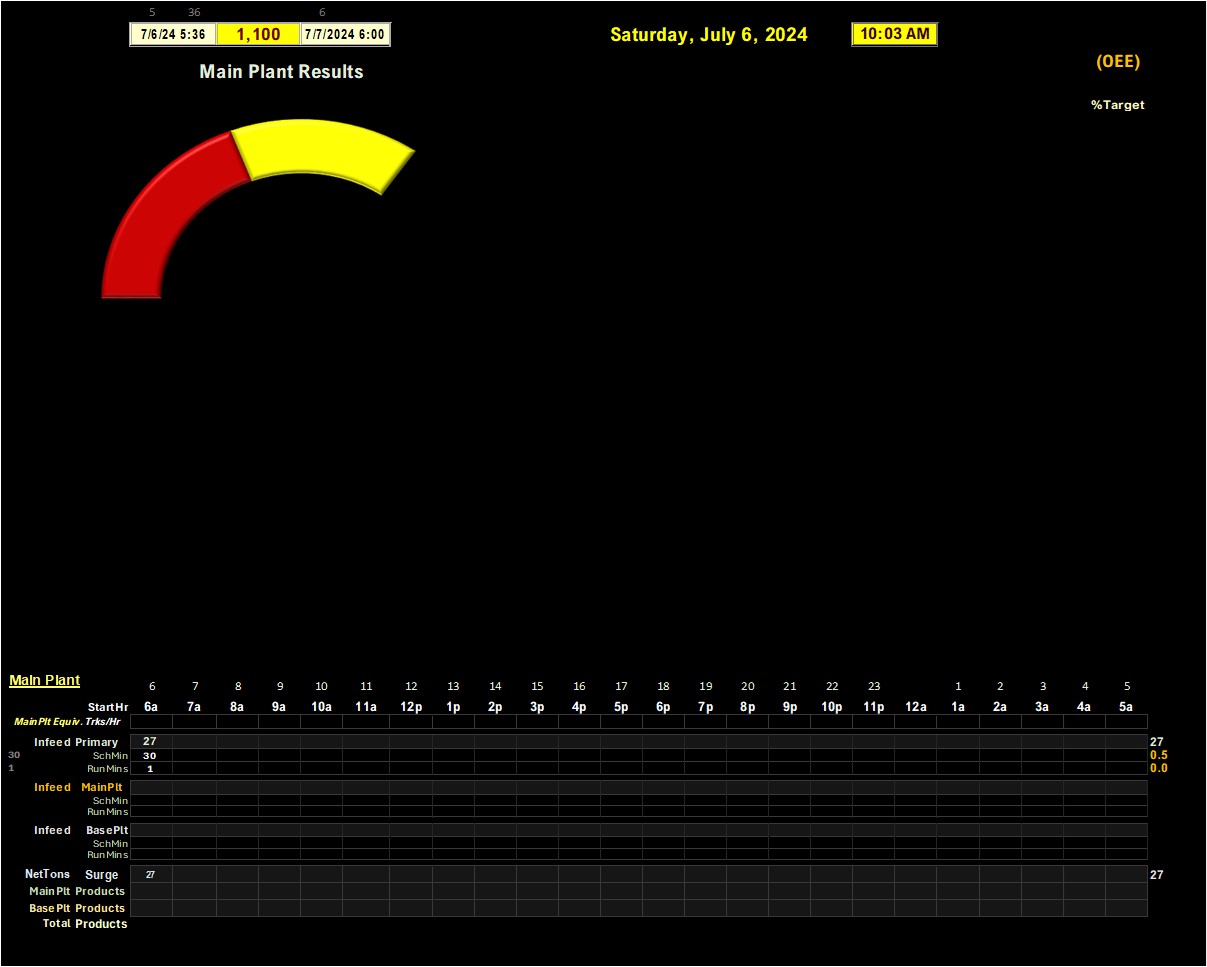 5 36 6
7/6/24 5:36 1,100 7/7/2024 6:00 Saturday, July 6, 2024 10:03 AM
(OEE)
Main Plant Results
%Target
Main Plant
6 7 8 9 10 11 12 13 14 15 16 17 18 19 20 21 22 23 1 2 3 4 5
StartHr 6a 7a 8a 9a 10a 11a 12p 1p 2p 3p 4p 5p 6p 7p 8p 9p 10p 11p 12a 1a 2a 3a 4a 5a
MainPlt Equiv. Trks/Hr
Infeed Primary 27 27
30 SchMin 30 0.5
1 RunMins 1 0.0
Infeed MainPlt
SchMin
RunMins
Infeed BasePlt
SchMin
RunMins
NetTons Surge 27 27
MainPlt Products
BasePlt Products
Total Products